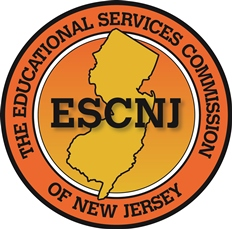 THE EDUCATIONAL SERVICES COMMISSION
ESCNJ
OF NEW JERSEY